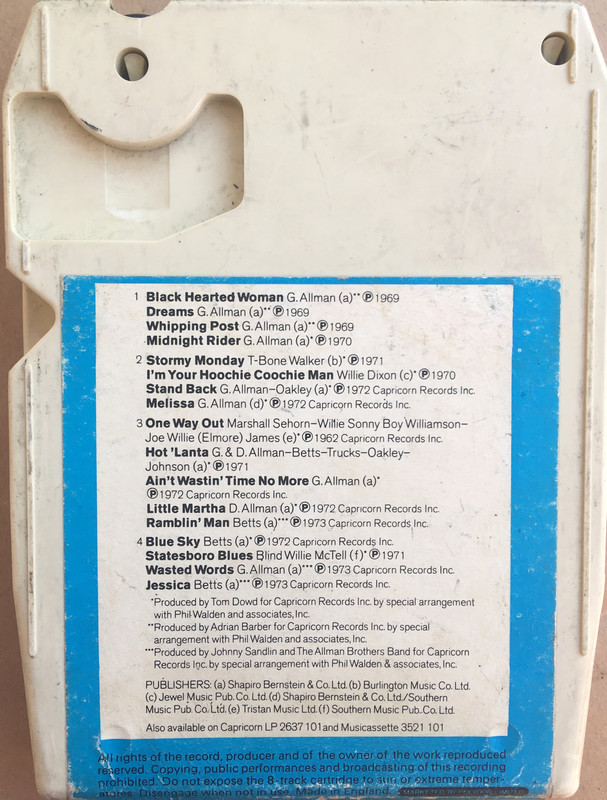 1 Black Hearted Woman G. Allman (a)** ℗ 1969
Dreams G. Allman (a)** ℗ 1969
Whipping Post G. Allman (a)** ℗ 1969
Midnight Rider G. Allman (a)* ℗ 1970
2 Stormy Monday T-Bone Walker (b)* ℗ 1971
I'm Your Hoochie Coochie Man Willie Dixon (c)* ℗ 1970
Stand Back G. Allman–Oakley (a)* ℗ 1972 Capricorn Records Inc.
Melissa G. Allman (d)* ℗ 1972 Capricorn Records Inc.
3 One Way Out Marshall Sehorn–Willie Sonny Boy Williamson–
Joe Willie (Elmore) James (e)* ℗ 1962 Capricorn Records Inc.
Hot 'Lanta G. & D. Allman–Betts–Trucks–Oakley–
Johnson (a)* ℗ 1971
Ain't Wastin' Time No More G. Allman (a)*
℗ 1972 Capricorn Records Inc.
Little Martha D. Allman (a)* ℗ 1972 Capricorn Records Inc.
Ramblin' Man Betts (a)*** ℗ 1973 Capricorn Records Inc.
4 Blue Sky Betts (a)* ℗ 1972 Capricorn Records Inc.
Statesboro Blues Blind Willie McTell (f)* ℗ 1971
Wasted Words G. Allman (a)*** ℗ 1973 Capricorn Records Inc.
Jessica Betts (a)*** ℗ 1973 Capricorn Records Inc.
*Produced by Tom Dowd for Capricorn Records Inc. by special arrangement
with Phil Walden and associates, Inc.
**Produced by Adrian Barber for Capricorn Records Inc. by special
arrangement with Phil Walden and associates, Inc.
***Produced by Johnny Sandlin and The Allman Brothers Band for Capricorn
Records Inc. by special arrangement with Phil Walden & associates, Inc.
PUBLISHERS: (a) Shapiro Bernstein & Co. Ltd. (b) Burlington Music Co. Ltd.
(c) Jewel Music Pub. Co. Ltd. (d) Shapiro Bernstein & Co. Ltd./Southern
Music Pub. Co. Ltd. (e) Tristan Music Ltd. (f) Southern Music Pub. Co. Ltd.
Also available on Capricorn LP 2637 101 and Musicassette 3521 101
All rights of the record, producer and of the owner of the work reproduced
reserved. Copying, public performances and broadcasting of this recording
prohibited. Do not expose the 8-track cartridge to sun or extreme temper-
atures. Disengage when not in use. Made in England.